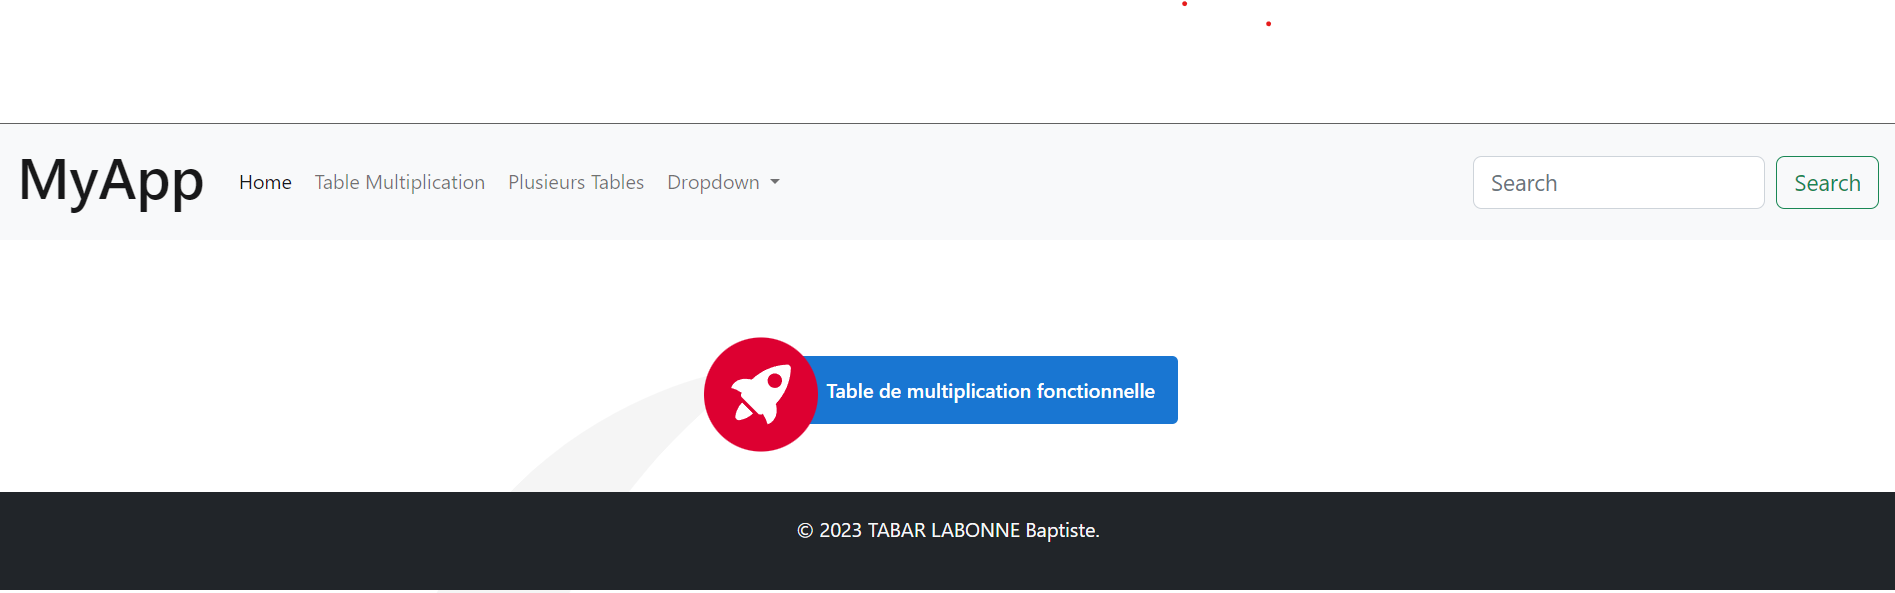 MyApp Home Table Multiplication Plusieurs Tables Dropdown Search Search
Table de multiplication fonctionnelle
© 2023 TABAR LABONNE Baptiste.